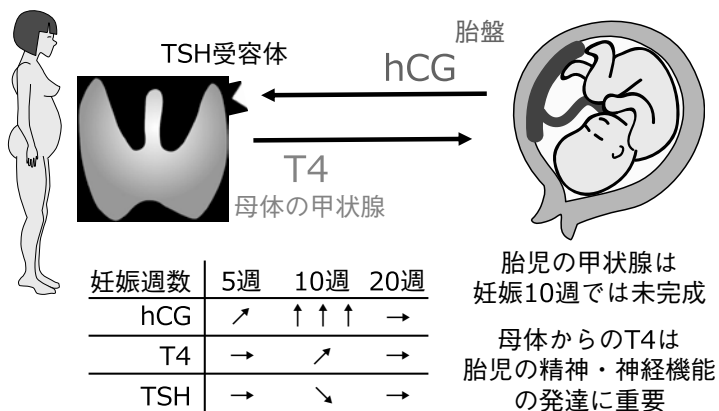 胎盤
TSH受容体
hCG
T4
母体の甲状腺
妊娠週数 5週 10週 20週
hCG ↗ ↑ ↑ ↑ →
T4 → ↗ →
TSH → ↘ →
胎児の甲状腺は
妊娠10週では未完成
母体からのT4は
胎児の精神・神経機能
の発達に重要